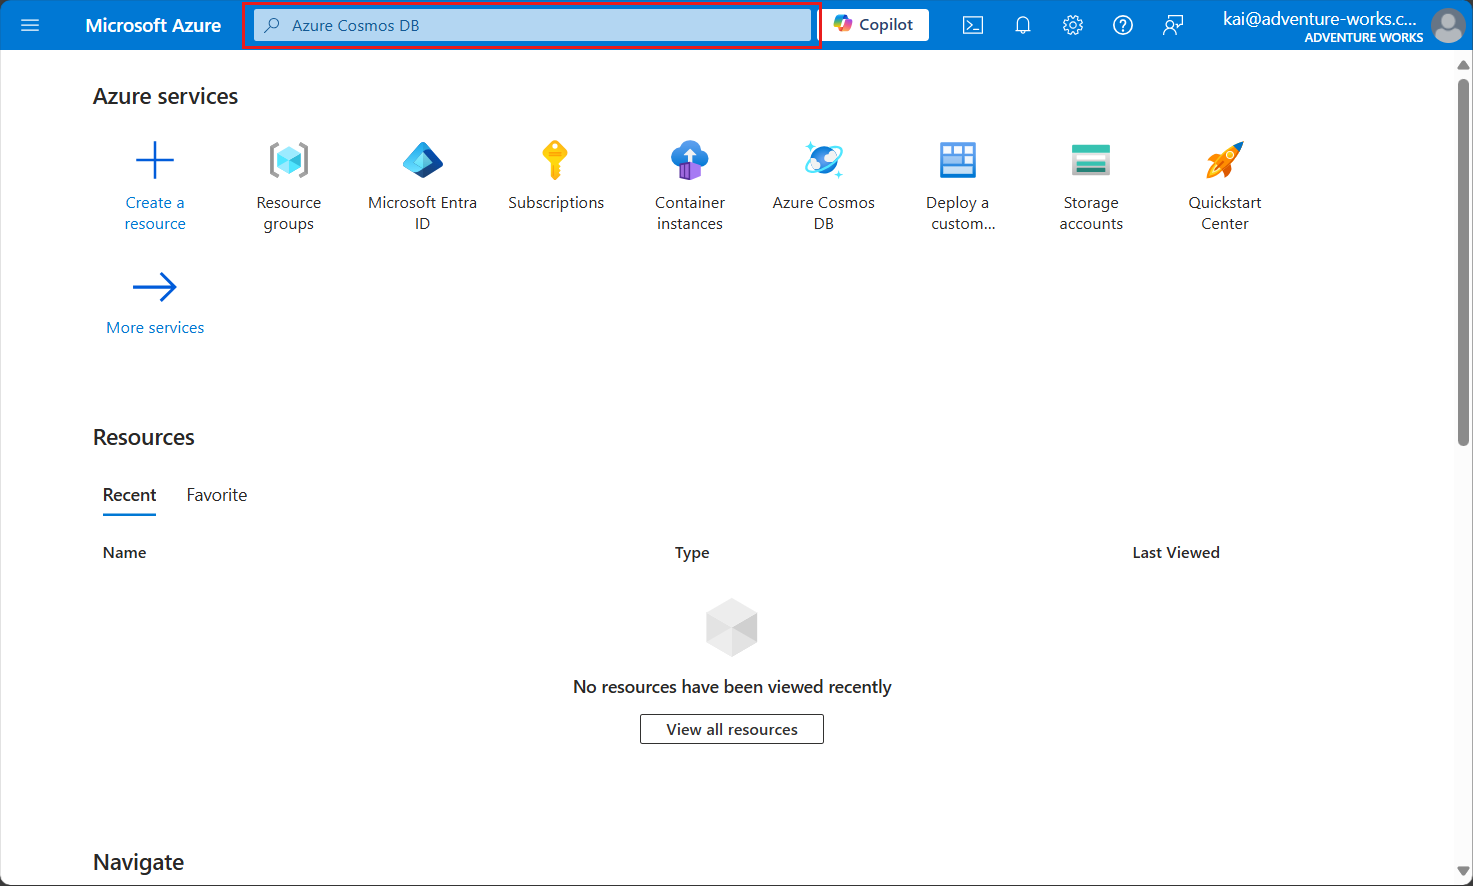 Microsoft Azure
Azure Cosmos DB
Copilot
kai@adventure-works.c...
ADVENTURE WORKS
Azure services
Create a
resource
Resource
groups
Microsoft Entra
ID
Subscriptions
Container
instances
Azure Cosmos
DB
Deploy a
custom...
Storage
accounts
Quickstart
Center
More services
Resources
Recent
Favorite
Name
Type
Last Viewed
No resources have been viewed recently
View all resources
Navigate